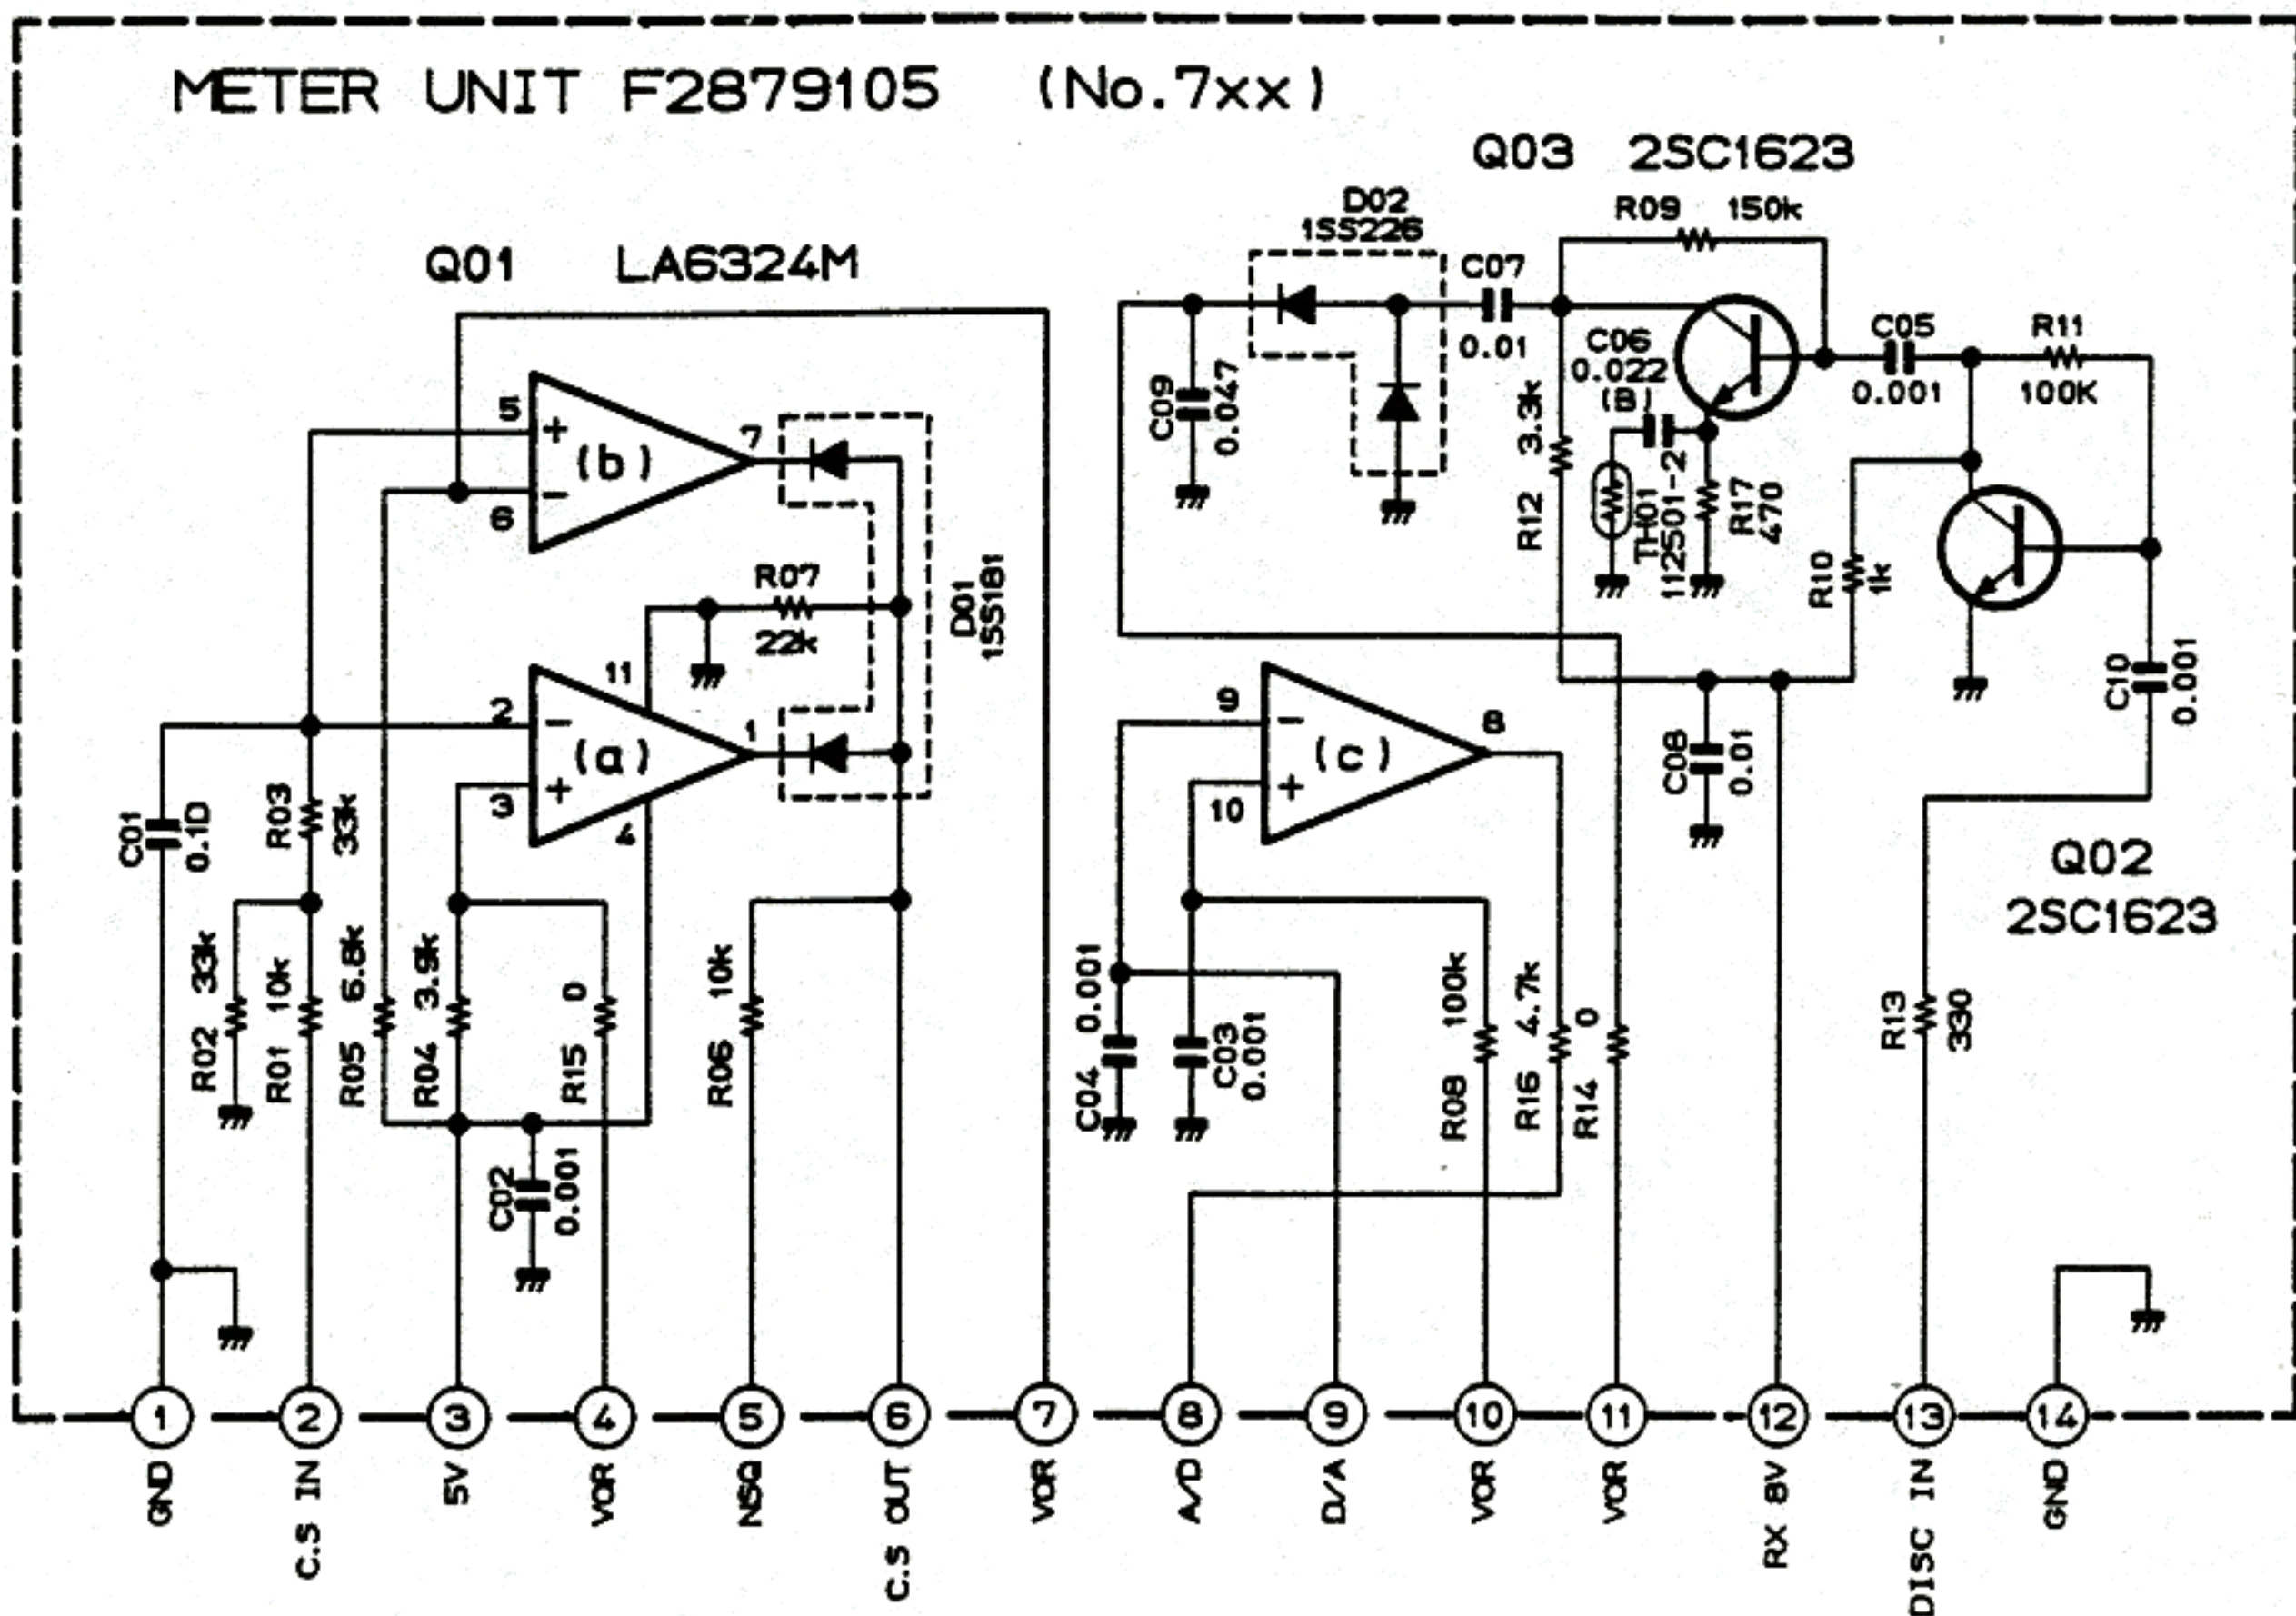 METER UNIT F2879105 (No.7xx)
Q03 2SC1623
D02
1SS226
R09 150k
Q01 LA6324M
C07
0.01
C06
0.022
(B)
C05
0.001
R11
100K
C09
0.047
R12 3.3k
TH01
112501-2
R17
470
R10
1k
C10
0.001
5
+
(b)
7
-
6
R07
22k
D01
1SS181
11
2
-
(a)
1
+
3
4
9
-
(c)
8
+
10
C08
0.01
Q02
2SC1623
C01
0.1D
R03
33k
R02 33k
R01 10k
R05 6.8k
R04 3.9k
R15 0
R06 10k
C04 0.001
C03
0.001
R08 100k
R16 4.7k
R14 0
R13
330
C02
0.001
1
2
3
4
5
6
7
8
9
10
11
12
13
14
GND
C.S IN
5V
VOR
NSQ
C.S OUT
VOR
A/D
D/A
VOR
VOR
RX 8V
DISC IN
GND